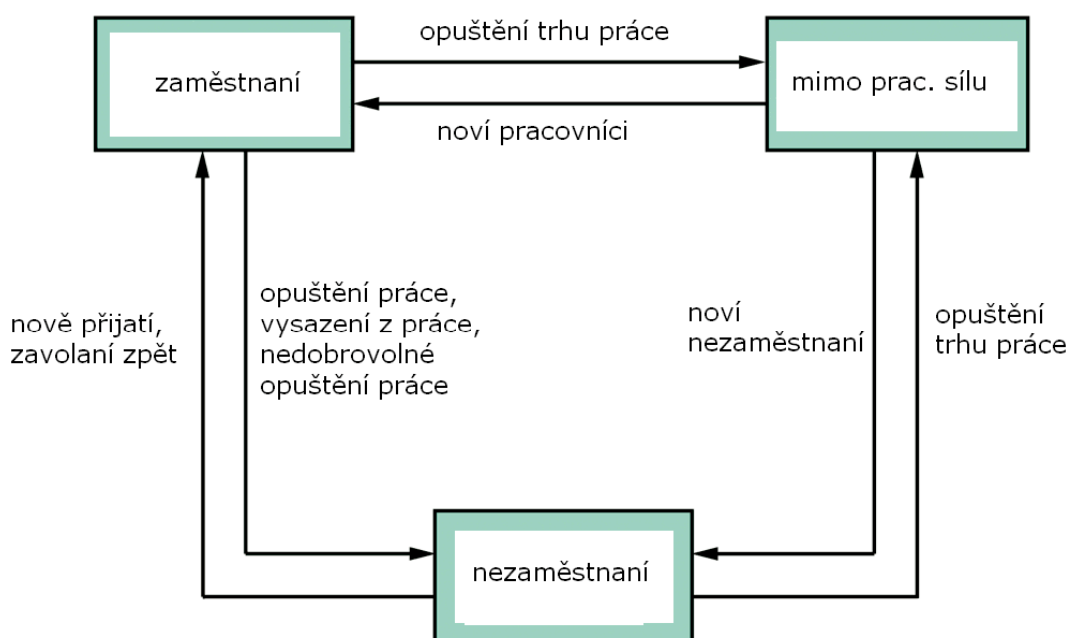 opuštění trhu práce
zaměstnaní
mimo prac. sílu
noví pracovníci
nově přijatí,
zavolaní zpět
opuštění práce,
vysazení z práce,
nedobrovolné
opuštění práce
noví
nezaměstnaní
opuštění
trhu práce
nezaměstnaní